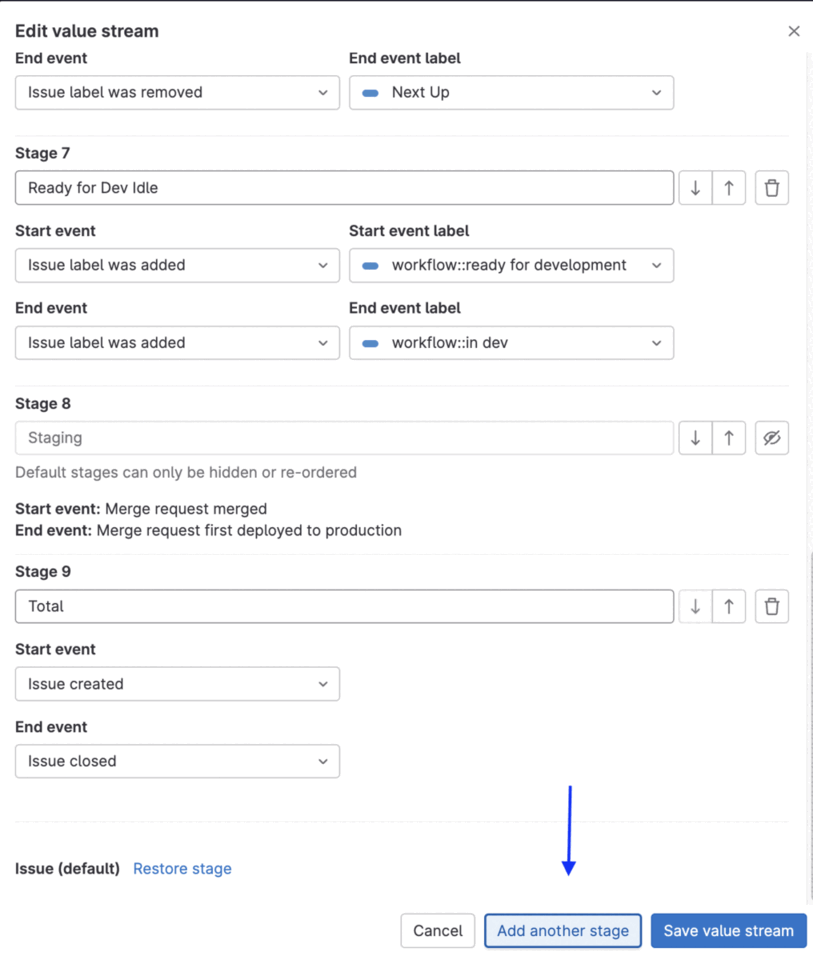 Edit value stream
End event End event label
Issue label was removed Next Up
Stage 7
Ready for Dev Idle
Start event Start event label
Issue label was added workflow::ready for development
End event End event label
Issue label was added workflow::in dev
Stage 8
Staging
Default stages can only be hidden or re-ordered
Start event: Merge request merged
End event: Merge request first deployed to production
Stage 9
Total
Start event
Issue created
End event
Issue closed
Issue (default) Restore stage
Cancel Add another stage Save value stream